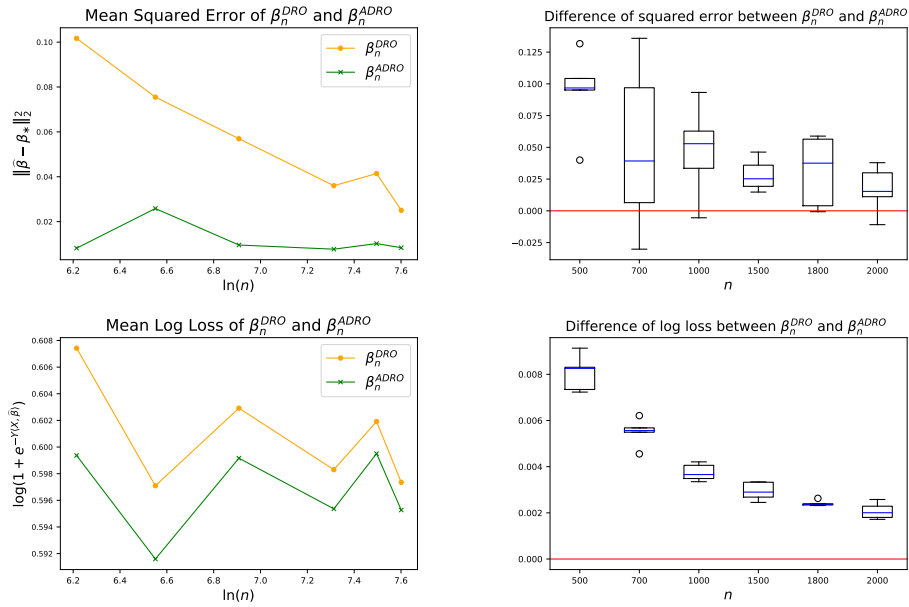 Mean Squared Error of β_n^{DRO} and β_n^{ADRO}
β_n^{DRO}
β_n^{ADRO}
‖β̂ − β_*‖_2^2
0.10
0.08
0.06
0.04
0.02
6.2 6.4 6.6 6.8 7.0 7.2 7.4 7.6
ln(n)
Difference of squared error between β_n^{DRO} and β_n^{ADRO}
0.125
0.100
0.075
0.050
0.025
0.000
−0.025
500 700 1000 1500 1800 2000
n
Mean Log Loss of β_n^{DRO} and β_n^{ADRO}
β_n^{DRO}
β_n^{ADRO}
log(1 + e^{−Y⟨X, β̂⟩})
0.608
0.606
0.604
0.602
0.600
0.598
0.596
0.594
0.592
6.2 6.4 6.6 6.8 7.0 7.2 7.4 7.6
ln(n)
Difference of log loss between β_n^{DRO} and β_n^{ADRO}
0.008
0.006
0.004
0.002
0.000
500 700 1000 1500 1800 2000
n